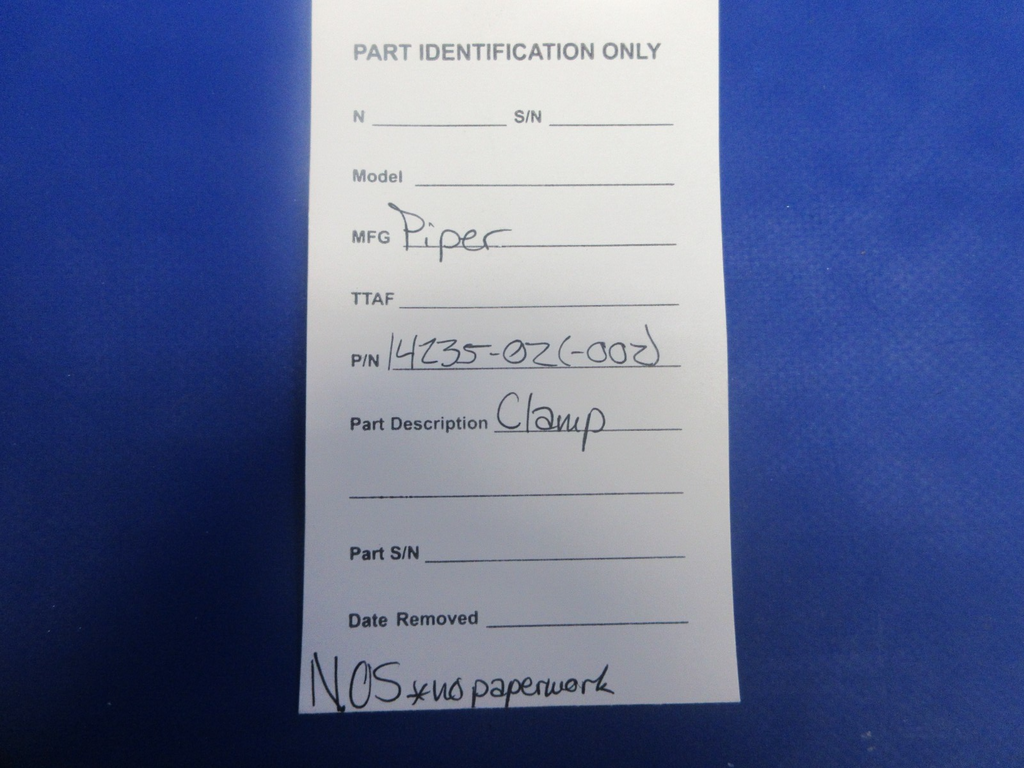 PART IDENTIFICATION ONLY
N S/N
Model
MFG Piper
TTAF
P/N 14235-02(-002)
Part Description Clamp
Part S/N
Date Removed
NOS *no paperwork